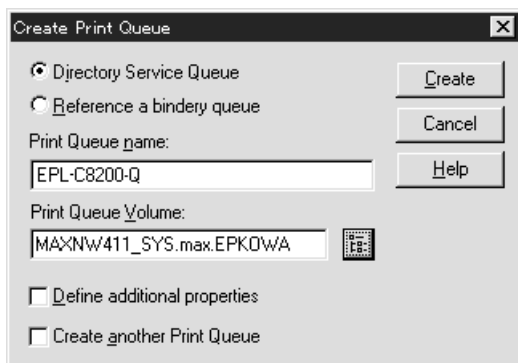 Create Print Queue
Directory Service Queue
Reference a bindery queue
Print Queue name:
EPL-C8200-Q
Print Queue Volume:
MAXNW411_SYS.max.EPKOWA
Define additional properties
Create another Print Queue
Create
Cancel
Help